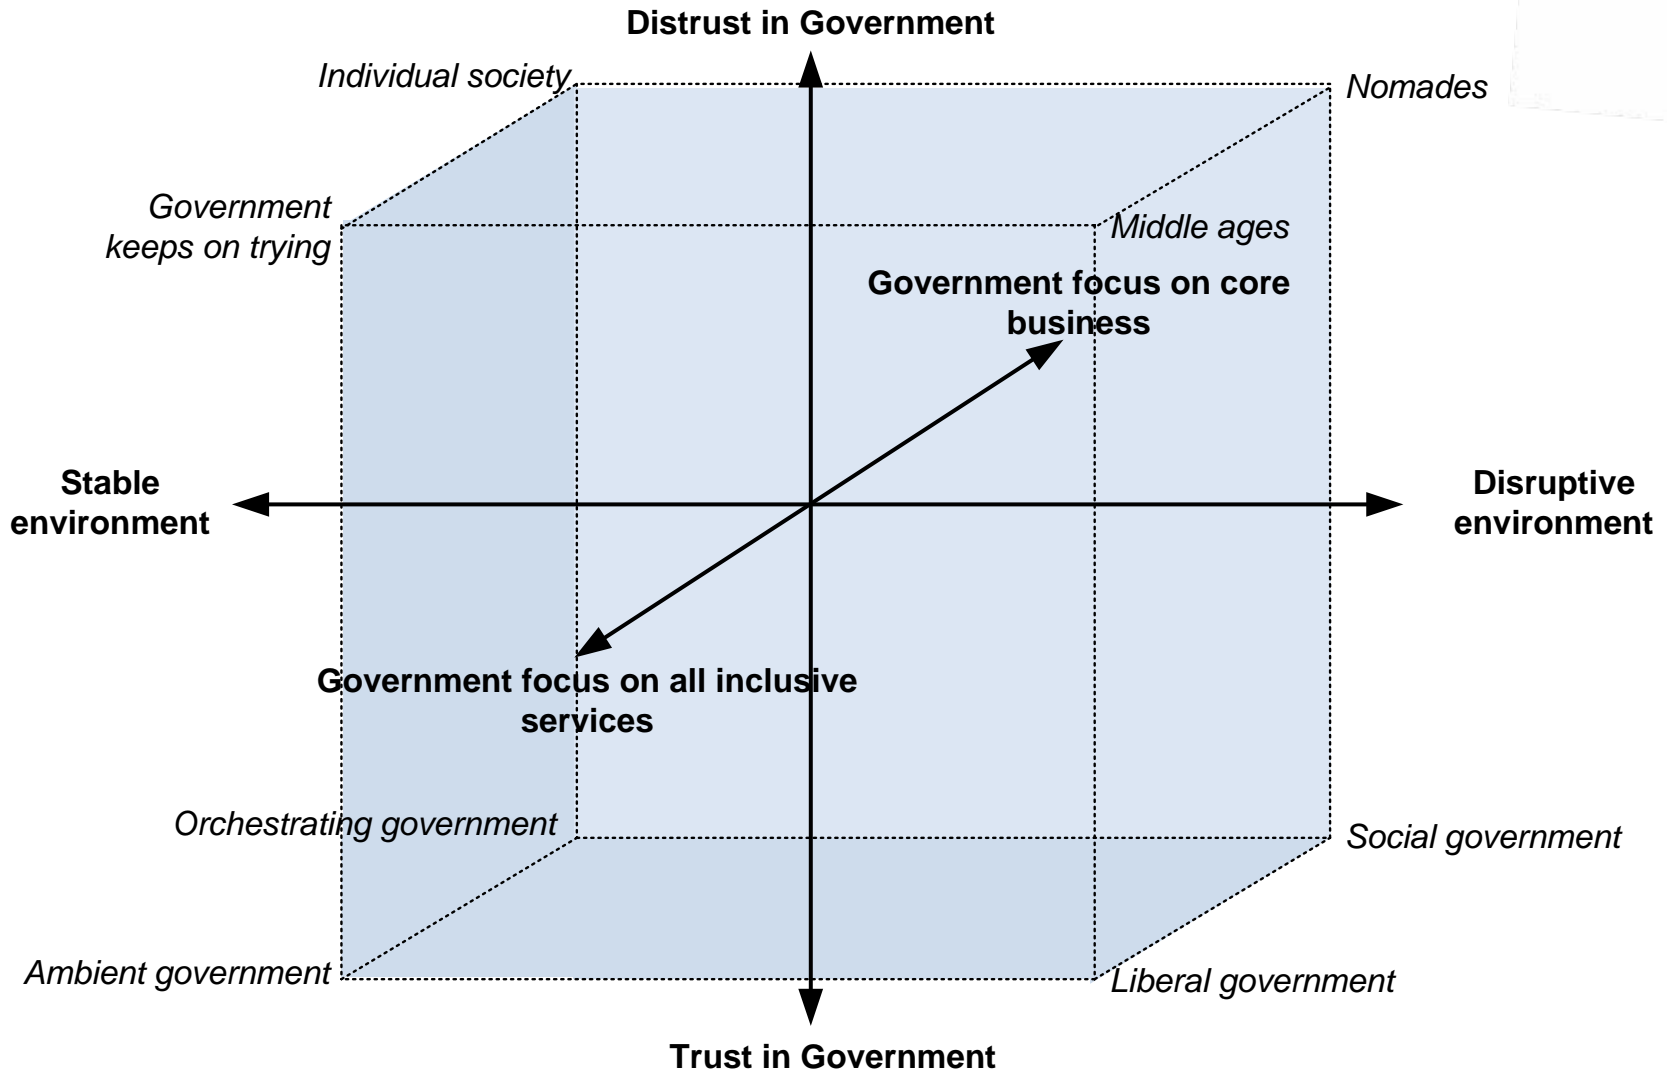 Distrust in Government
Individual society
Nomades
Government
keeps on trying
Middle ages
Government focus on core
business
Stable
environment
Disruptive
environment
Government focus on all inclusive
services
Orchestrating government
Social government
Ambient government
Liberal government
Trust in Government